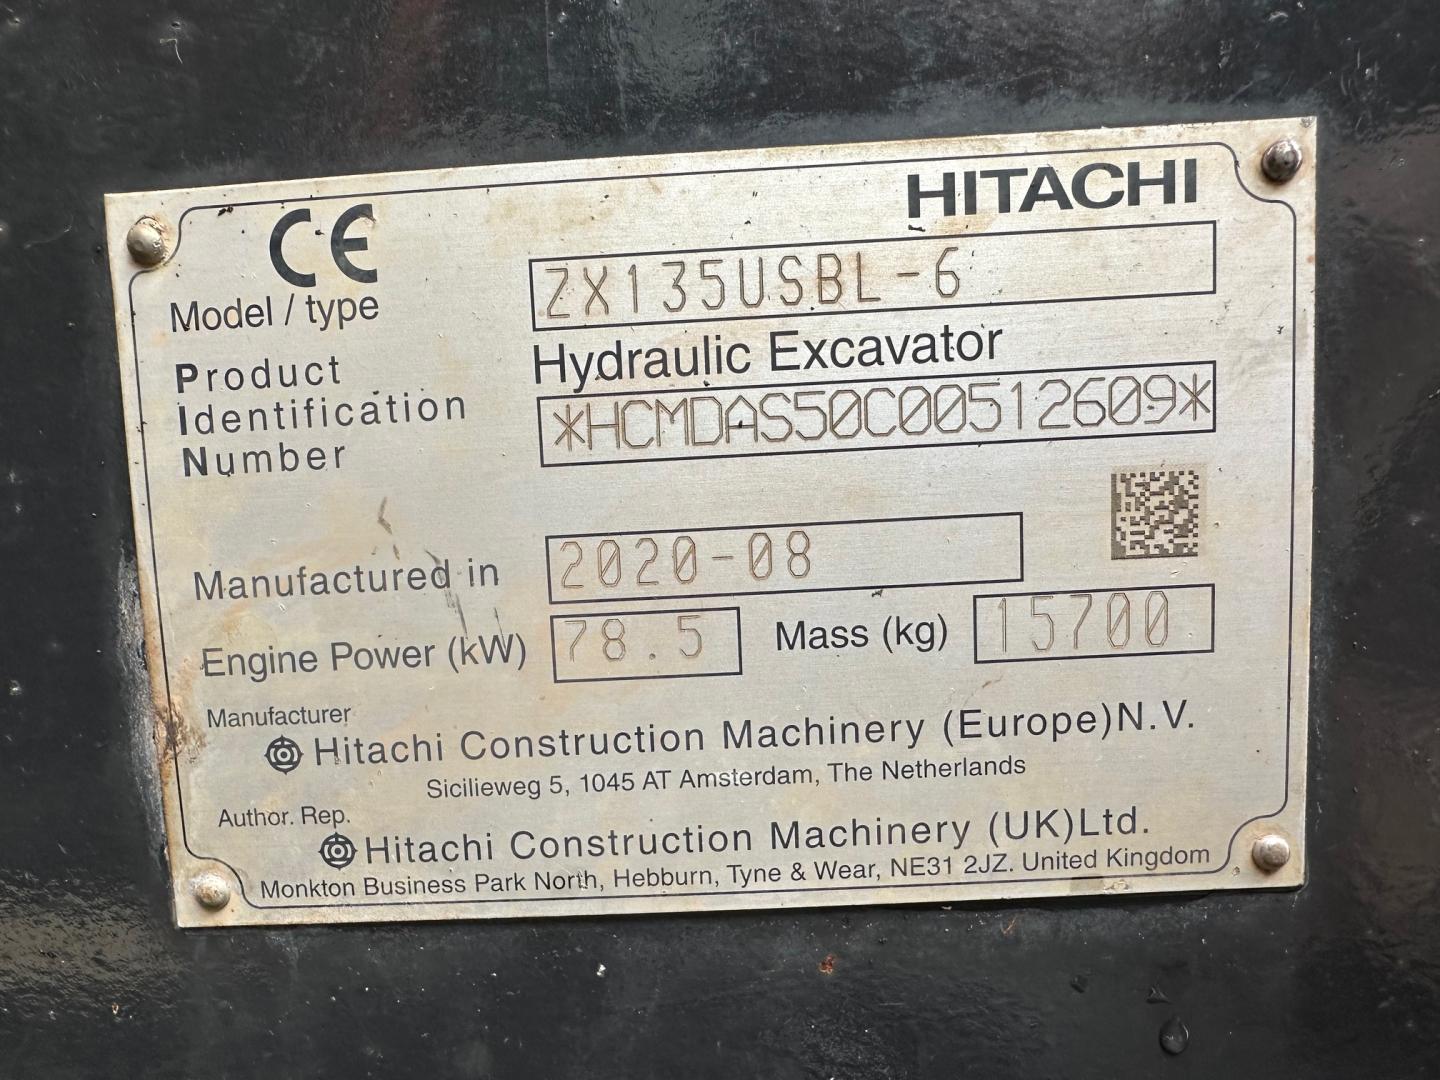 HITACHI
CE
Model / type ZX135USBL-6
Hydraulic Excavator
Product
Identification
Number
*HCMDAS50C00512609*
Manufactured in 2020-08
Engine Power (kW) 78.5 Mass (kg) 15700
Manufacturer
Hitachi Construction Machinery (Europe)N.V.
Sicilieweg 5, 1045 AT Amsterdam, The Netherlands
Author. Rep.
Hitachi Construction Machinery (UK)Ltd.
Monkton Business Park North, Hebburn, Tyne & Wear, NE31 2JZ. United Kingdom